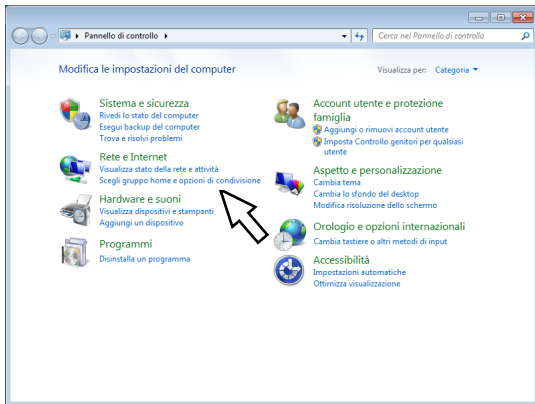 Pannello di controllo
Cerca nel Pannello di controllo
Modifica le impostazioni del computer
Visualizza per: Categoria
Sistema e sicurezza
Rivedi lo stato del computer
Esegui backup del computer
Trova e risolvi problemi
Rete e Internet
Visualizza stato della rete e attività
Scegli gruppo home e opzioni di condivisione
Hardware e suoni
Visualizza dispositivi e stampanti
Aggiungi un dispositivo
Programmi
Disinstalla un programma
Account utente e protezione
famiglia
Aggiungi o rimuovi account utente
Imposta Controllo genitori per qualsiasi
utente
Aspetto e personalizzazione
Cambia tema
Cambia lo sfondo del desktop
Modifica risoluzione dello schermo
Orologio e opzioni internazionali
Cambia tastiere o altri metodi di input
Accessibilità
Impostazioni automatiche
Ottimizza visualizzazione